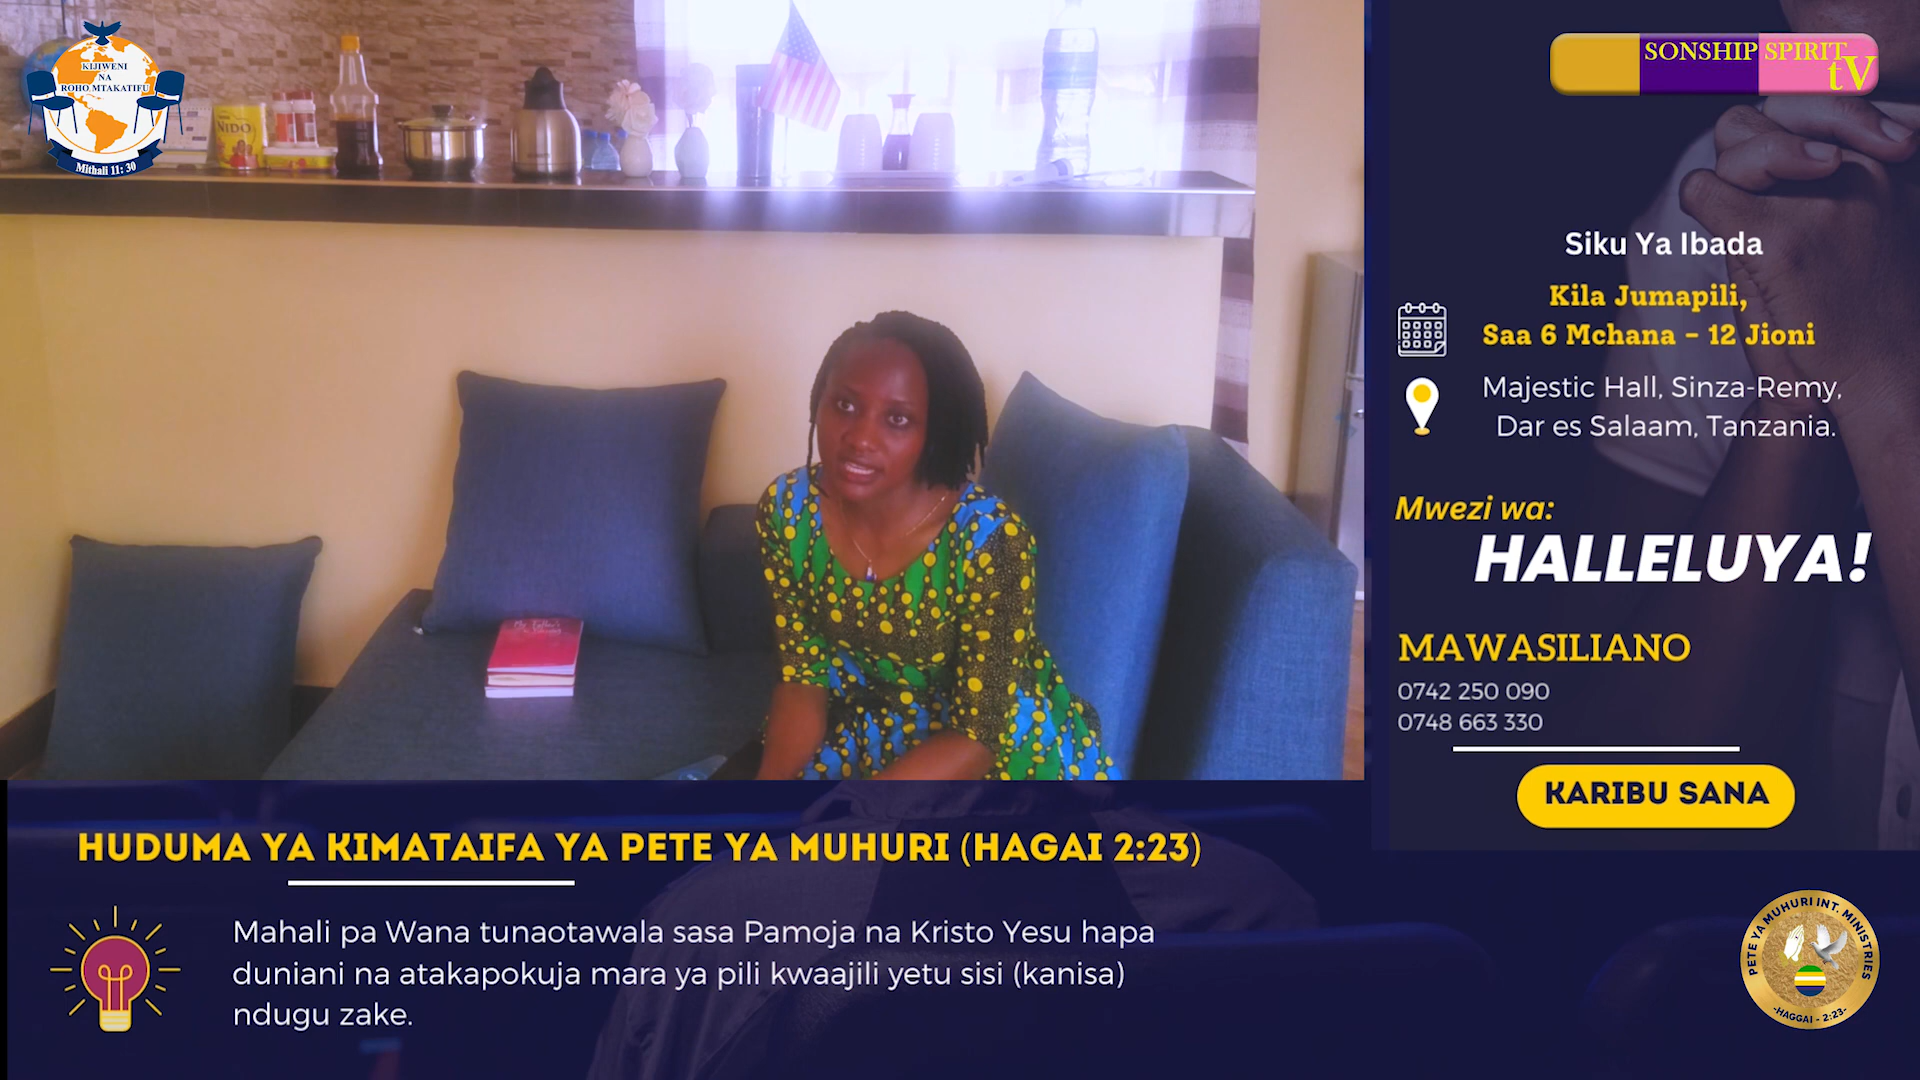 KIJIWENI
NA
ROHO MTAKATIFU
Mithali 11: 30
NIDO
SONSHIP SPIRIT
tV
Siku Ya Ibada
Kila Jumapili,
Saa 6 Mchana - 12 Jioni
Majestic Hall, Sinza-Remy,
Dar es Salaam, Tanzania.
Mwezi wa:
HALLELUYA!
MAWASILIANO
0742 250 090
0748 663 330
KARIBU SANA
HUDUMA YA KIMATAIFA YA PETE YA MUHURI (HAGAI 2:23)
Mahali pa Wana tunaotawala sasa Pamoja na Kristo Yesu hapa
duniani na atakapokuja mara ya pili kwaajili yetu sisi (kanisa)
ndugu zake.
PETE YA MUHURI INT. MINISTRIES
-HAGGAI - 2:23-